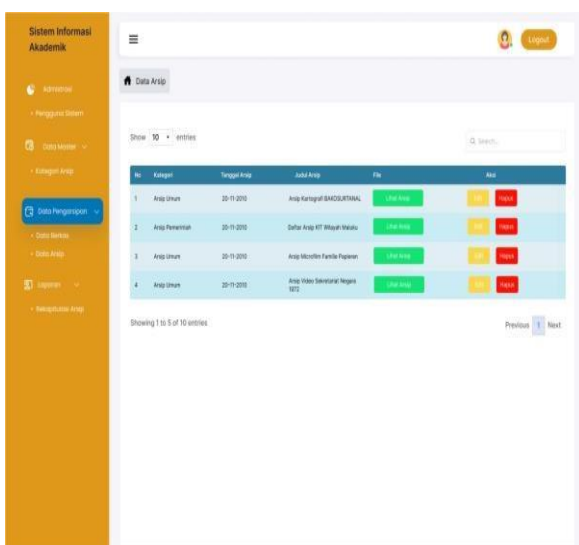 Sistem Informasi
Akademik
Logout
Administrasi
Data Arsip
• Pengguna Sistem
Show 10 entries
Search..
Data Master
• Kategori Arsip
No Kategori Tanggal Arsip Judul Arsip File Aksi
1 Arsip Umum 20-11-2010 Arsip Kartografi BAKOSURTANAL Lihat Arsip Edit Hapus
Data Pengarsipan
2 Arsip Pemerintah 20-11-2010 Daftar Arsip KIT Wilayah Maluku Lihat Arsip Edit Hapus
• Data Berkas
• Data Arsip
3 Arsip Umum 20-11-2010 Arsip Microfilm Familie Papieren Lihat Arsip Edit Hapus
Laporan
4 Arsip Umum 20-11-2010 Arsip Video Sekretariat Negara
1972 Lihat Arsip Edit Hapus
• Rekapitulasi Arsip
Showing 1 to 5 of 10 entries
Previous 1 Next